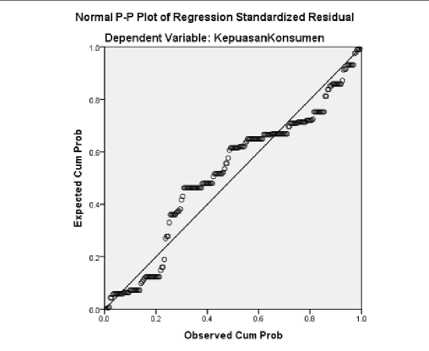 Normal P-P Plot of Regression Standardized Residual
Dependent Variable: KepuasanKonsumen
Expected Cum Prob
1.0
0.8
0.6
0.4
0.2
0.0
0.0 0.2 0.4 0.6 0.8 1.0
Observed Cum Prob